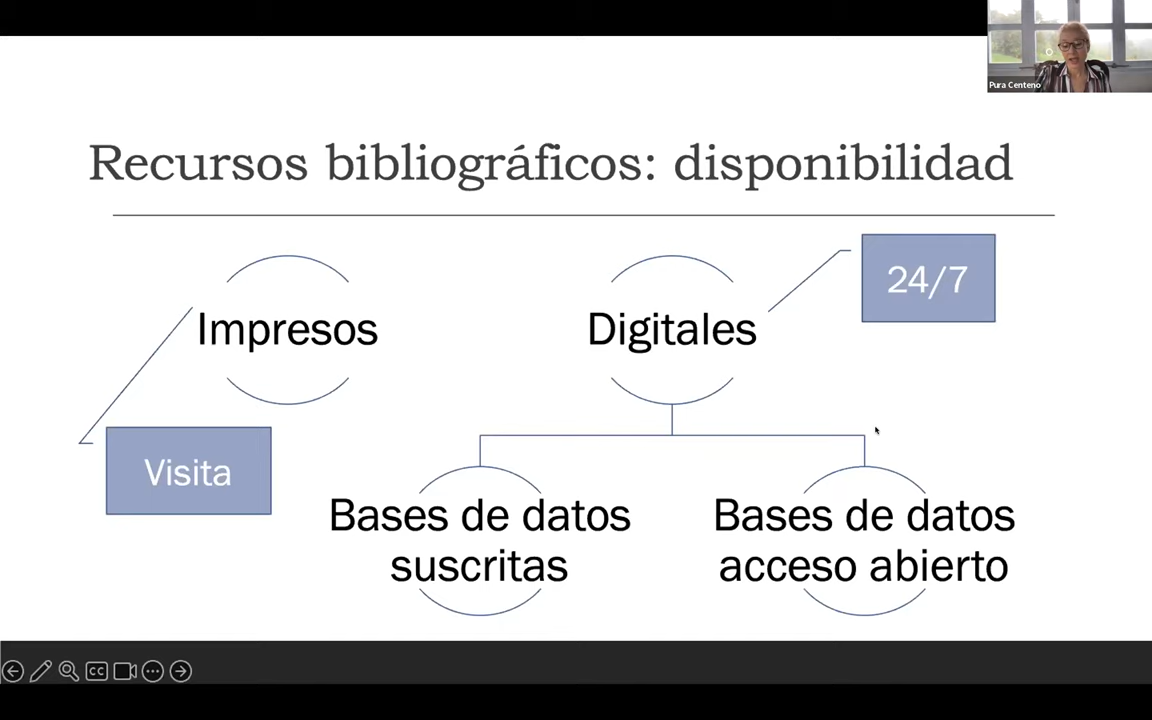 Pura Centeno
Recursos bibliográficos: disponibilidad
24/7
Impresos
Digitales
Visita
Bases de datos
suscritas
Bases de datos
acceso abierto
CC